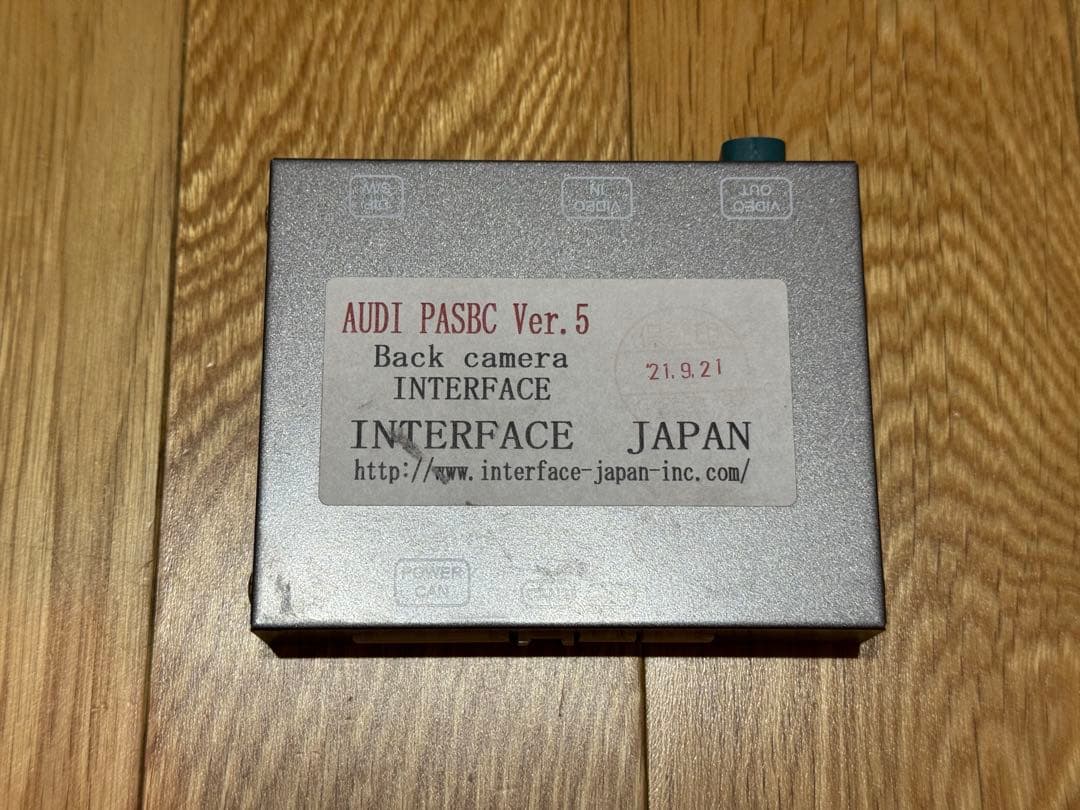 DIP
S/W
VIDEO
IN
VIDEO
OUT
AUDI PASBC Ver.5
Back camera
INTERFACE
'21.9.21
INTERFACE JAPAN
http://www.interface-japan-inc.com/
POWER
CAN